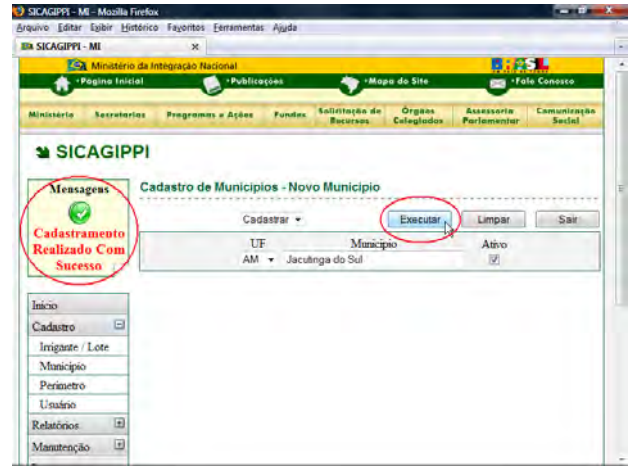 SICAGIPPI - MI - Mozilla Firefox
Arquivo Editar Exibir Histórico Favoritos Ferramentas Ajuda
SICAGIPPI - MI
Ministério da Integração Nacional
Página Inicial
Publicações
Mapa do Site
Fale Conosco
Ministério
Secretarias
Programas e Ações
Fundos
Solicitação de Recursos
Órgãos Colegiados
Assessoria Parlamentar
Comunicação Social
SICAGIPPI
Mensagens
Cadastramento
Realizado Com
Sucesso
Cadastro de Municípios - Novo Município
Cadastrar
Executar
Limpar
Sair
UF Município Ativo
AM Jacutinga do Sul
Início
Cadastro
Irrigante / Lote
Município
Perímetro
Usuário
Relatórios
Manutenção